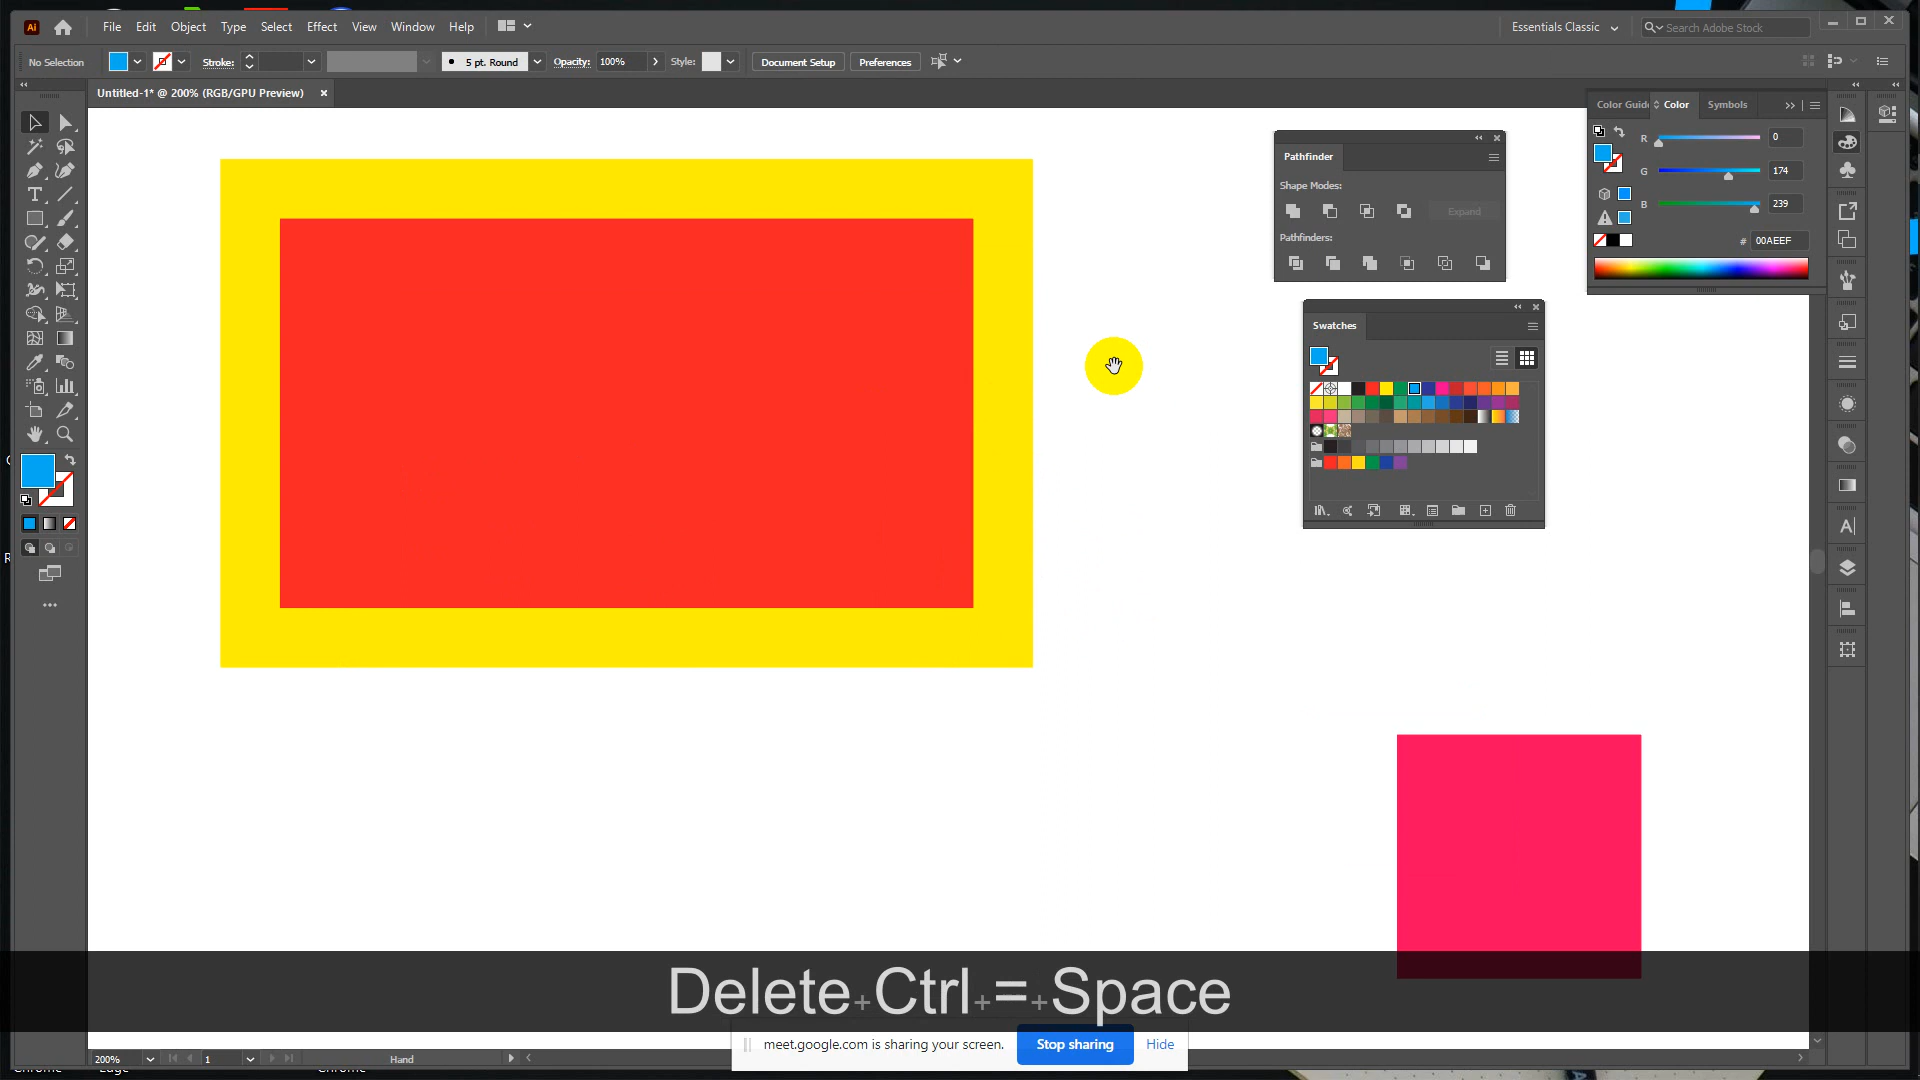 Ai File Edit Object Type Select Effect View Window Help
Essentials Classic
Search Adobe Stock
No Selection Stroke: 5 pt. Round Opacity: 100% Style: Document Setup Preferences
Untitled-1* @ 200% (RGB/GPU Preview)
Color Guide Color Symbols
R 0
G 174
B 239
# 00AEEF
Pathfinder
Shape Modes:
Expand
Pathfinders:
Swatches
Delete + Ctrl + = + Space
meet.google.com is sharing your screen. Stop sharing Hide
200% 1 Hand